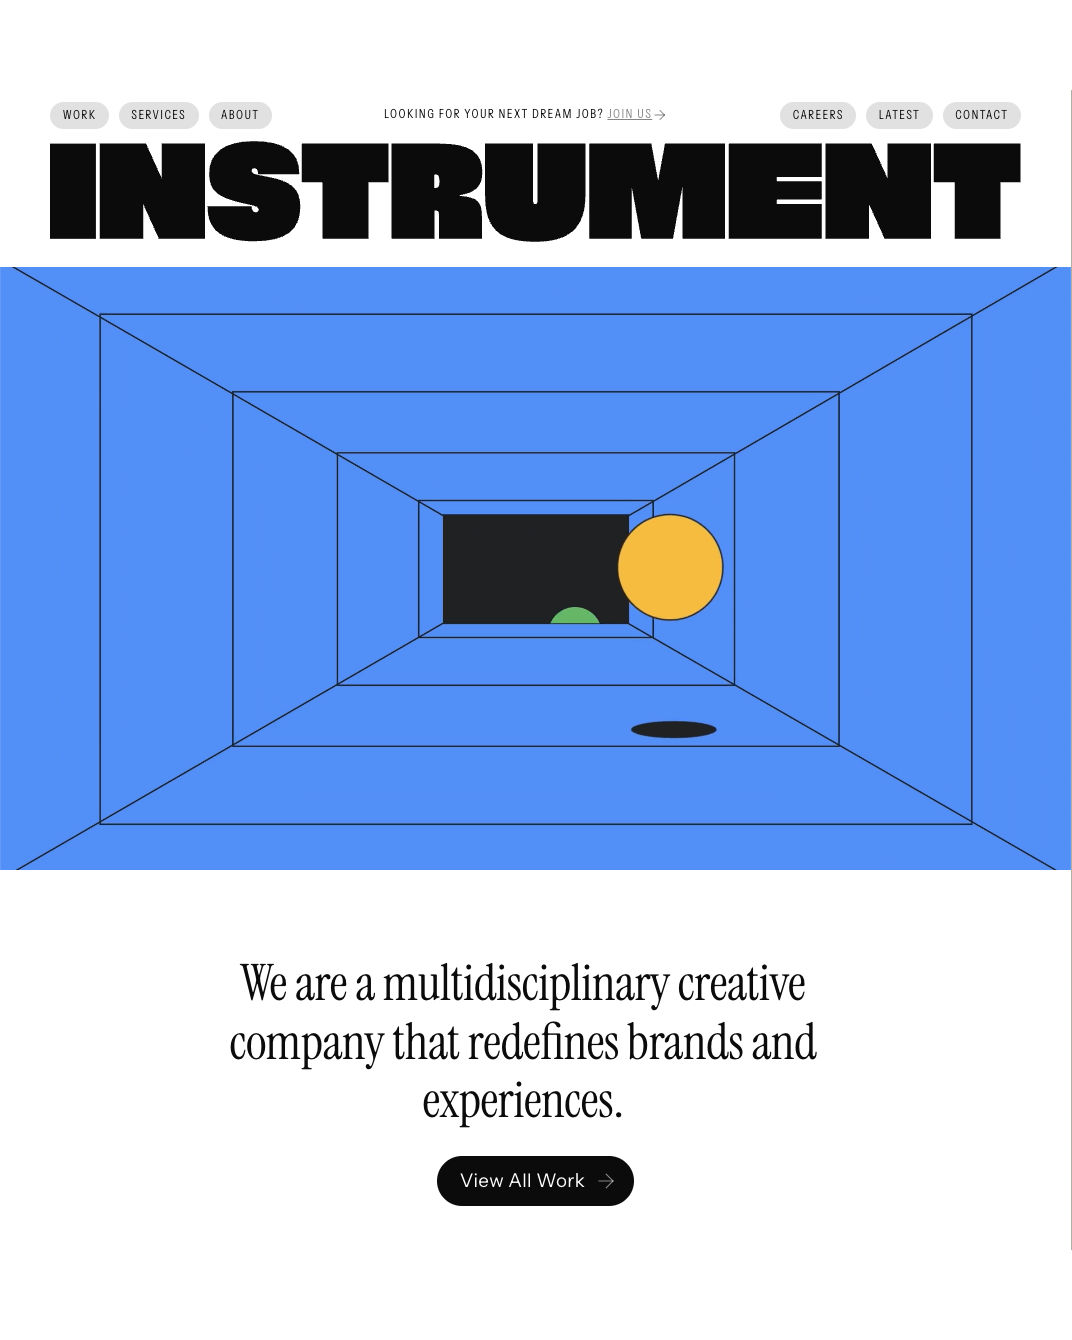 WORK SERVICES ABOUT LOOKING FOR YOUR NEXT DREAM JOB? JOIN US CAREERS LATEST CONTACT
INSTRUMENT
We are a multidisciplinary creative
company that redefines brands and
experiences.
View All Work